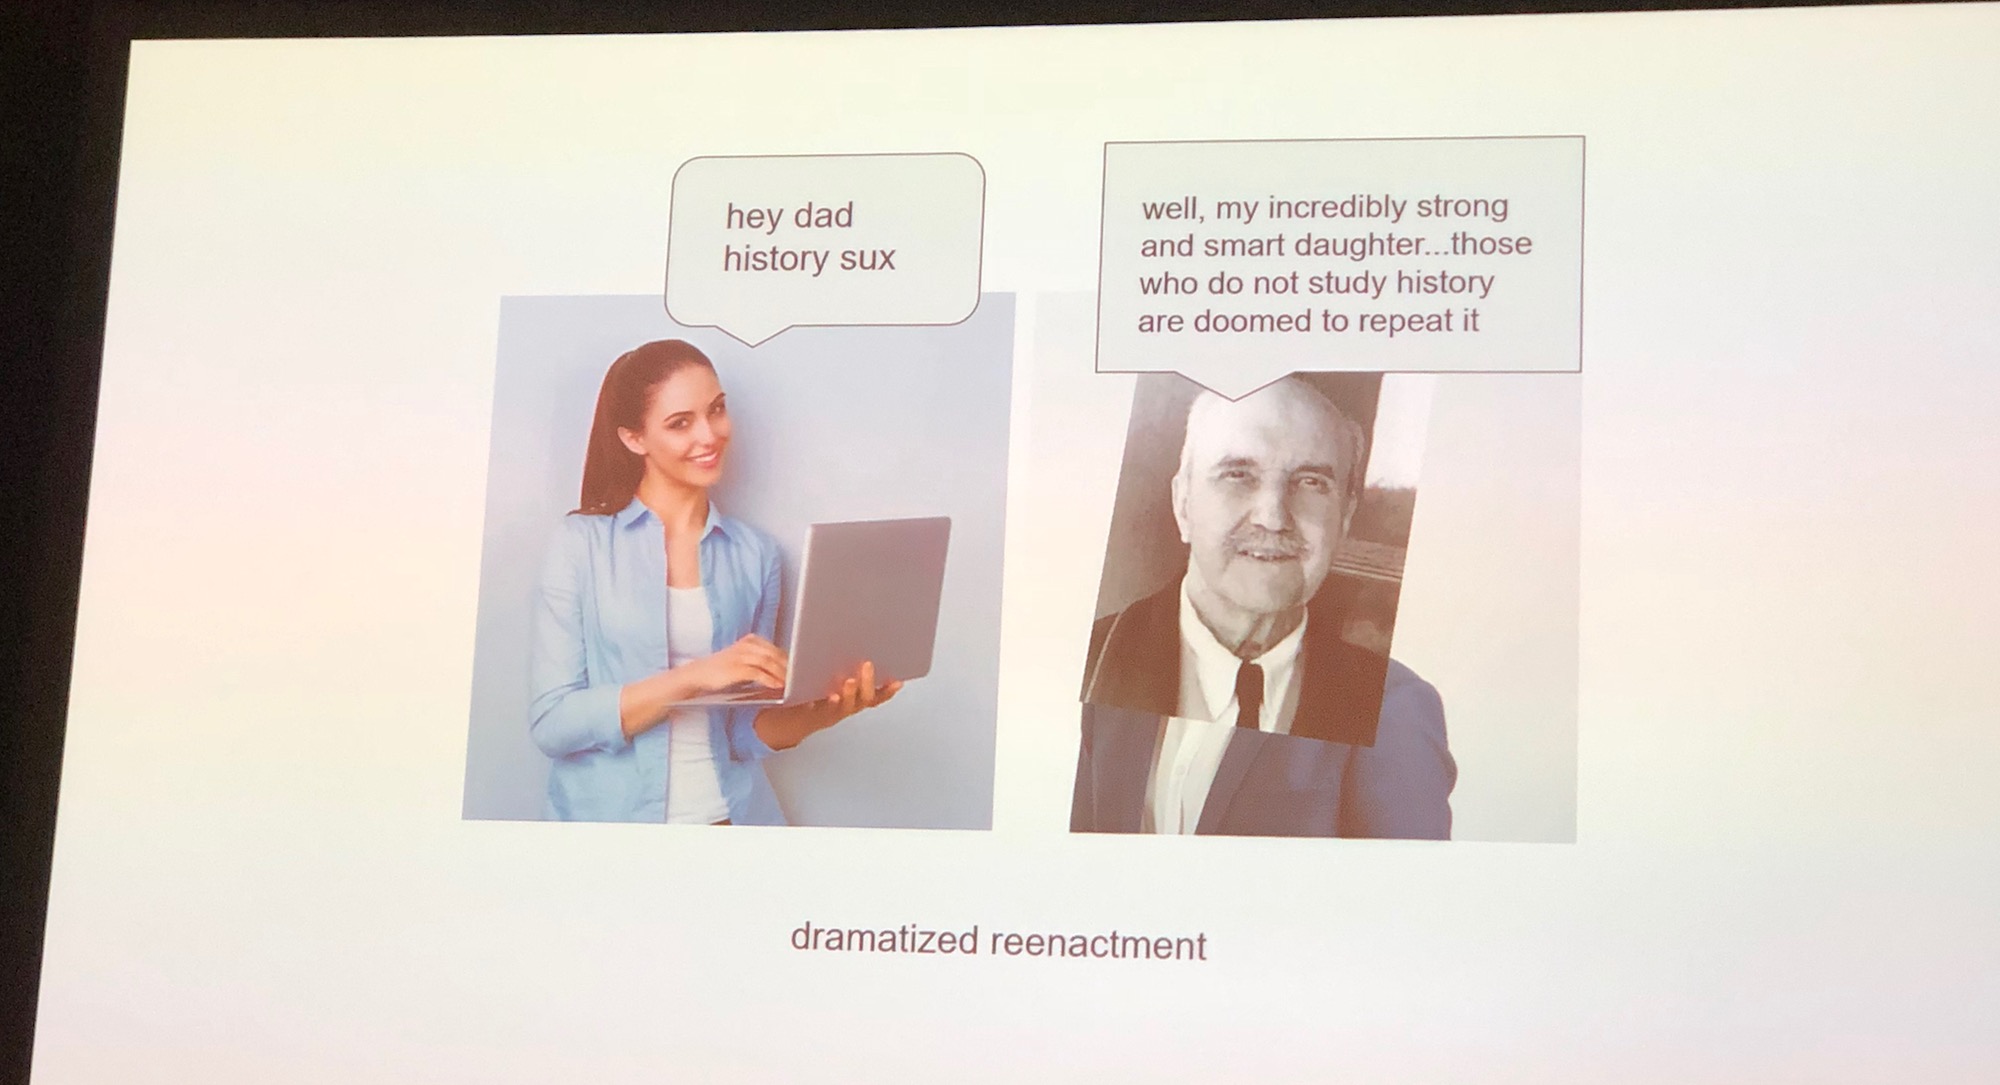 hey dad
history sux
well, my incredibly strong
and smart daughter...those
who do not study history
are doomed to repeat it
dramatized reenactment